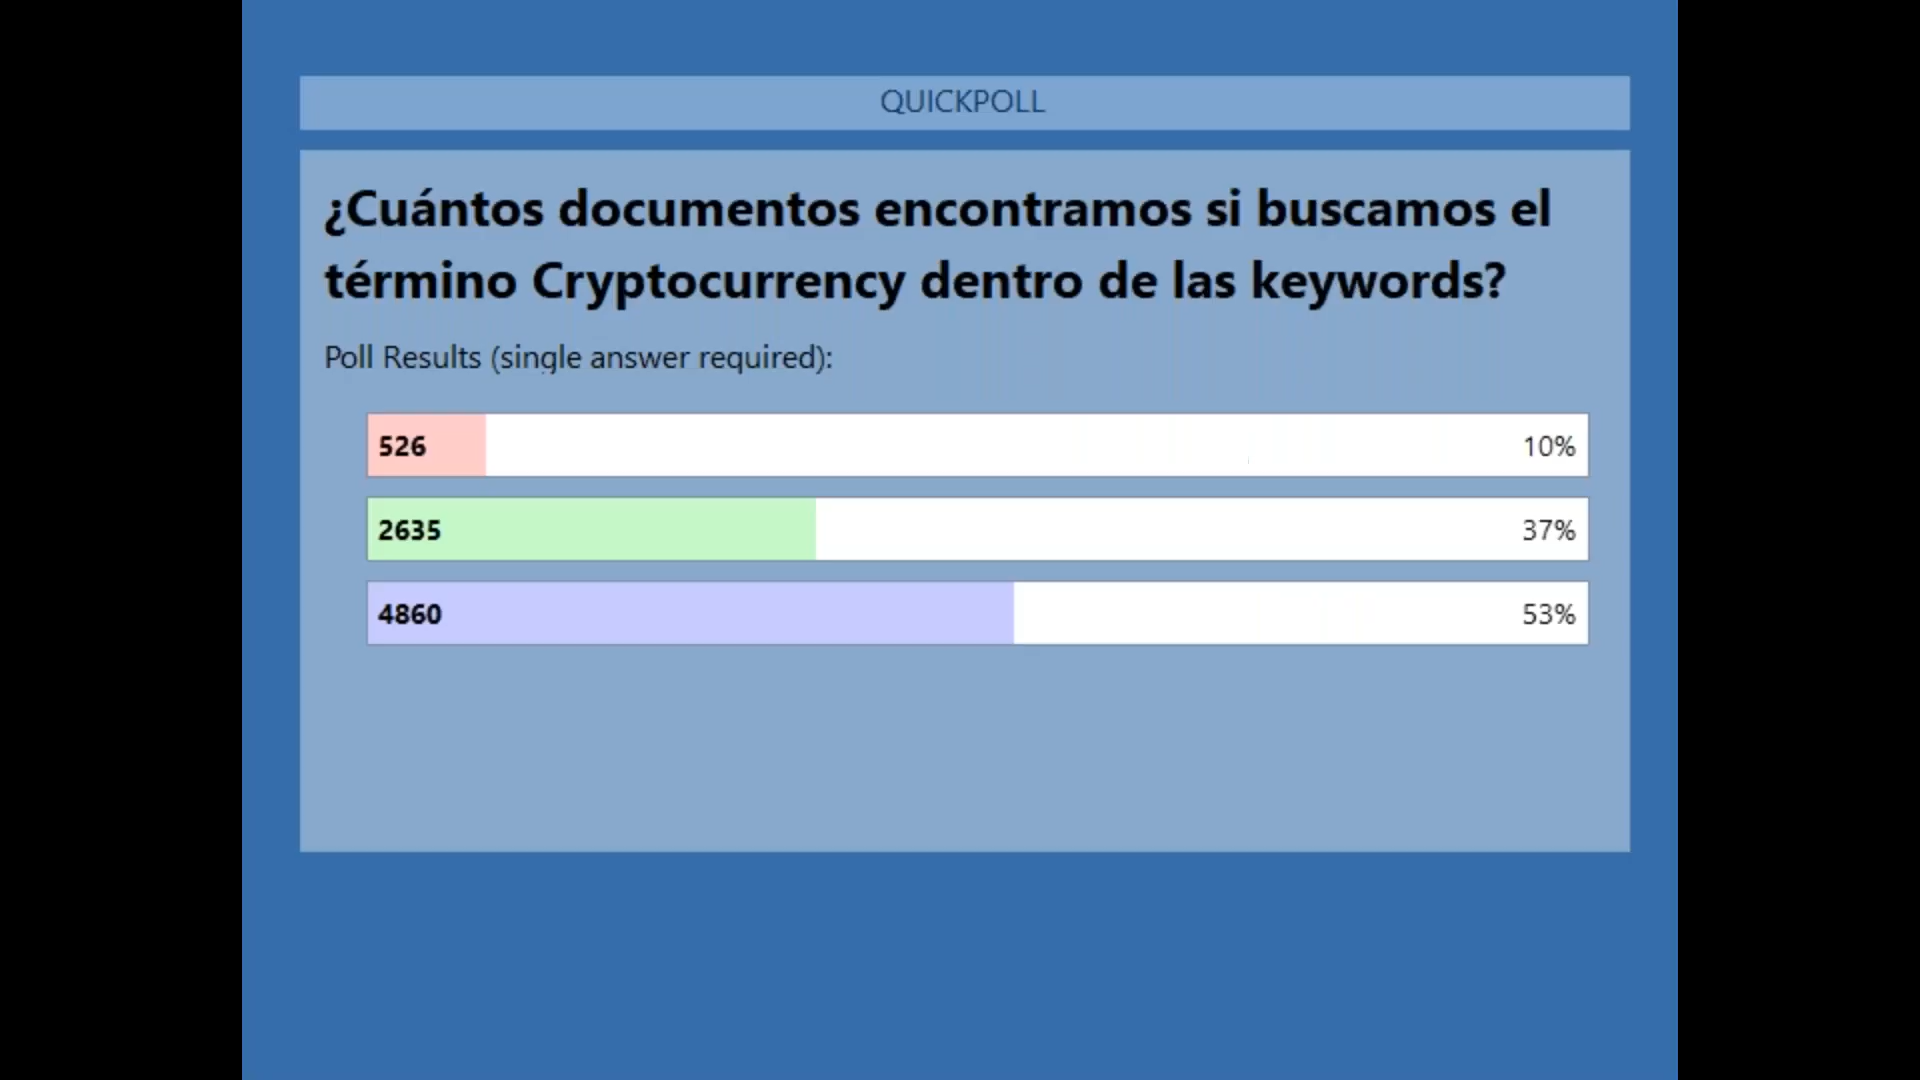 QUICKPOLL
¿Cuántos documentos encontramos si buscamos el
término Cryptocurrency dentro de las keywords?
Poll Results (single answer required):
526 10%
2635 37%
4860 53%